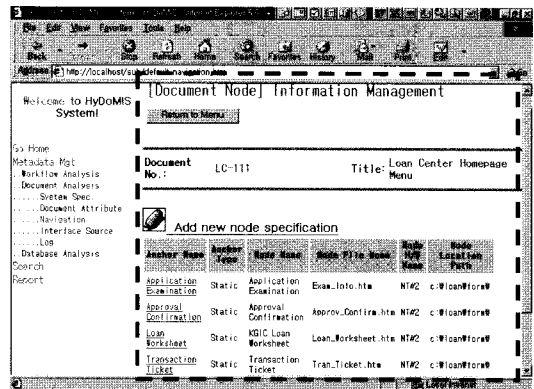 File Edit View Favorites Tools Help
Back Stop Refresh Home Search Favorites History Mail Print Edit
Address http://localhost/
Welcome to HyDoMIS
System!
Go Home
Metadata Mgt
..Workflow Analysis
..Document Analysis
......System Spec.
......Document Attribute
......Navigation
......Interface Source
......Log
..Database Analysis
Search
Report
[Document Node] Information Management
Return to Menu
Document No.: LC-111 Title: Loan Center Homepage Menu
Add new node specification
Anchor Name Anchor Type Node Name Node File Name Node H/W Name Node Location Path
Application Examination Static Application Examination Exam_Info.htm NT#2 c:₩loan₩form₩
Approval Confirmation Static Approval Confirmation Approv_Confirm.htm NT#2 c:₩loan₩form₩
Loan Worksheet Static KGIC Loan Worksheet Loan_Worksheet.htm NT#2 c:₩loan₩form₩
Transaction Ticket Static Transaction Ticket Tran_Ticket.htm NT#2 c:₩loan₩form₩